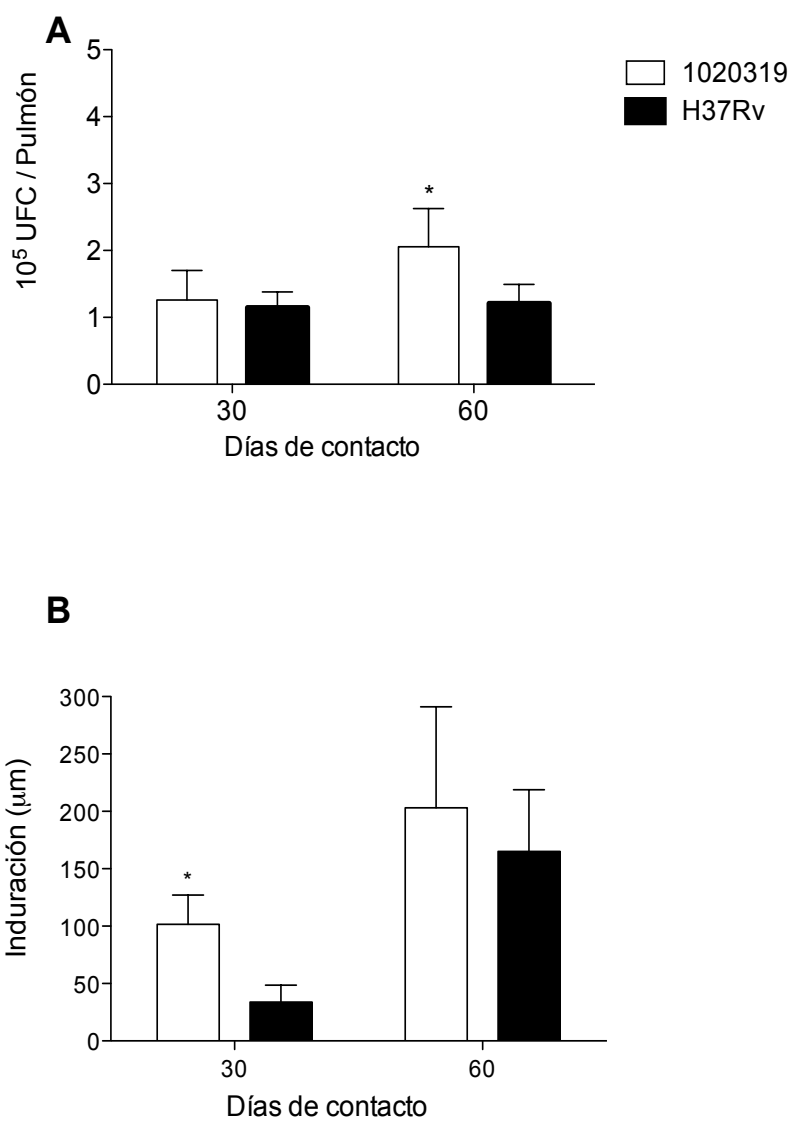 A
1020319
H37Rv
10⁵ UFC / Pulmón
5
4
3
2
1
0
*
30
60
Días de contacto
B
Induración (μm)
300
250
200
150
100
50
0
*
30
60
Días de contacto